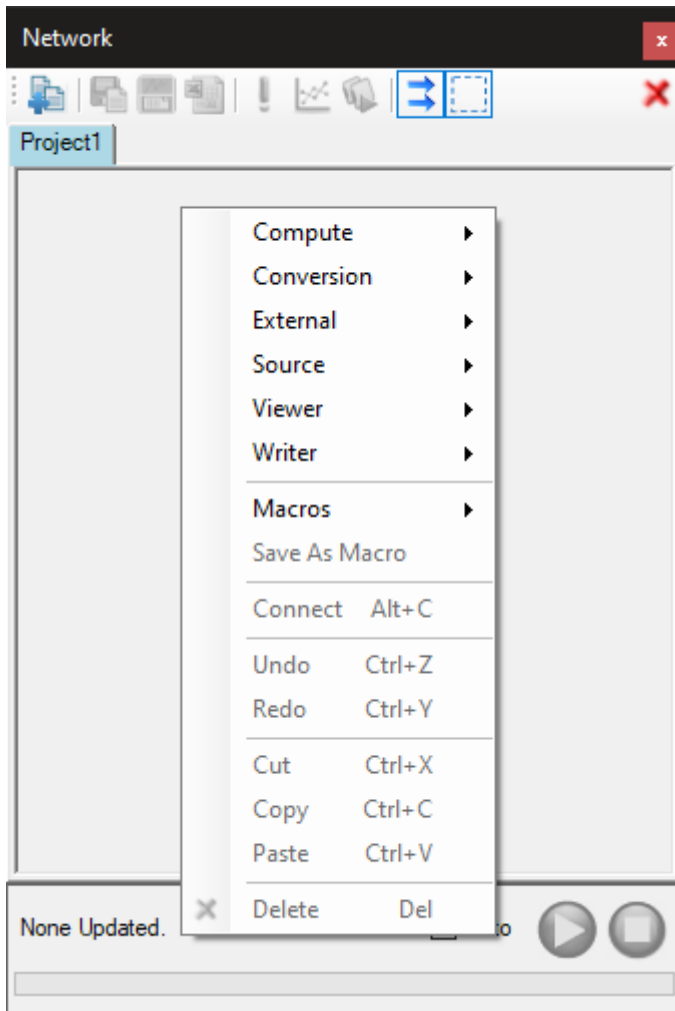 Network
x
Project1
Compute
Conversion
External
Source
Viewer
Writer
Macros
Save As Macro
Connect Alt+C
Undo Ctrl+Z
Redo Ctrl+Y
Cut Ctrl+X
Copy Ctrl+C
Paste Ctrl+V
Delete Del
None Updated.